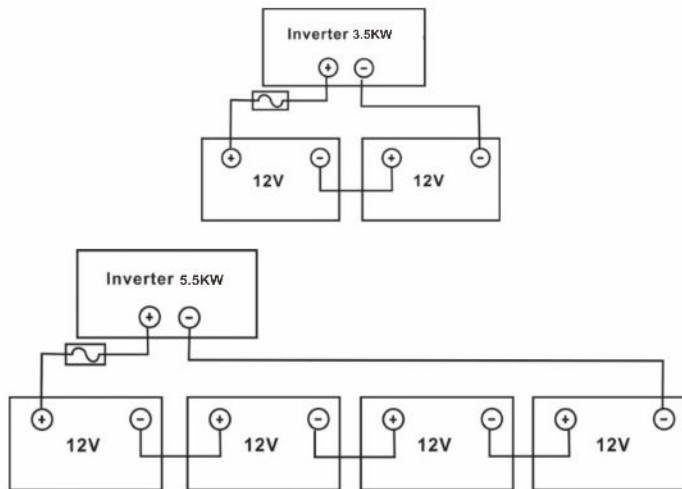 Inverter 3.5KW
+ −
+ − + −
12V 12V
Inverter 5.5KW
+ −
+ − + − + − + −
12V 12V 12V 12V